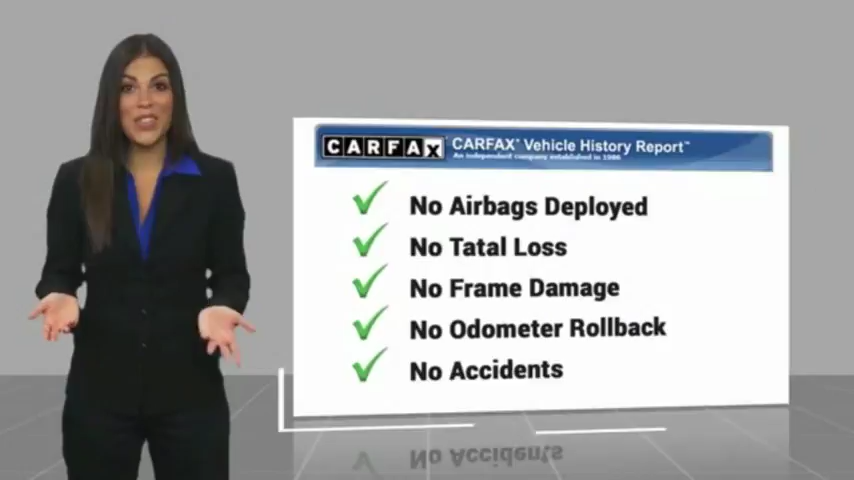 CARFAX CARFAX® Vehicle History Report™
An independent company established in 1986
No Airbags Deployed
No Tatal Loss
No Frame Damage
No Odometer Rollback
No Accidents
No Accidents